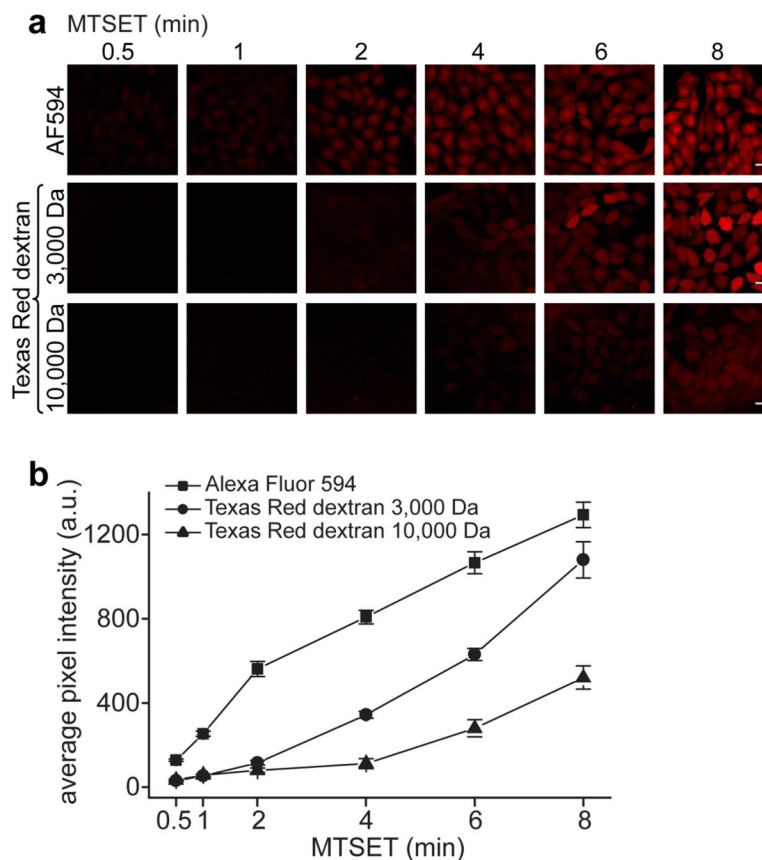 a MTSET (min)
0.5 1 2 4 6 8
AF594
Texas Red dextran
3,000 Da
10,000 Da
b
Alexa Fluor 594
Texas Red dextran 3,000 Da
Texas Red dextran 10,000 Da
average pixel intensity (a.u.)
1200
800
400
0
0.5 1 2 4 6 8
MTSET (min)